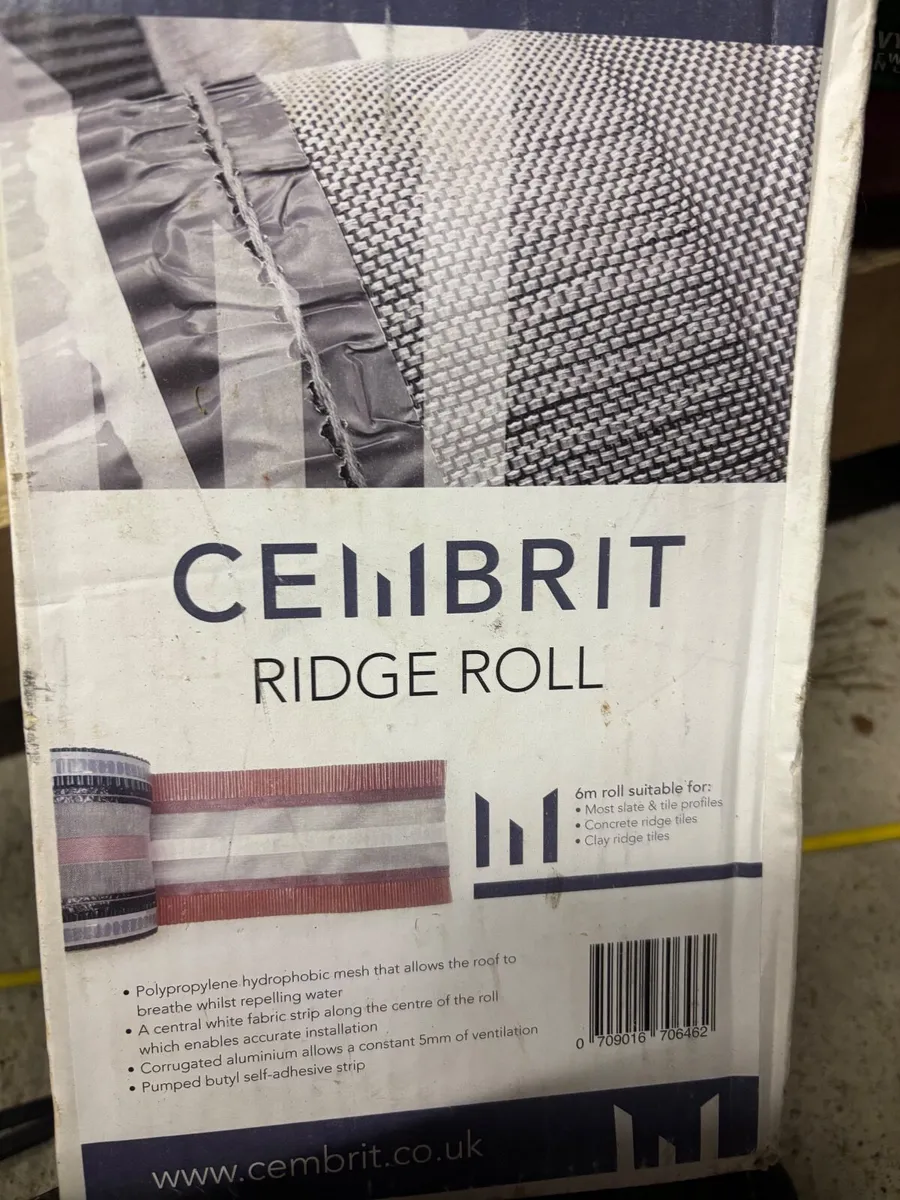 CEMBRIT
RIDGE ROLL
6m roll suitable for:
• Most slate & tile profiles
• Concrete ridge tiles
• Clay ridge tiles
• Polypropylene hydrophobic mesh that allows the roof to
breathe whilst repelling water
• A central white fabric strip along the centre of the roll
which enables accurate installation
• Corrugated aluminium allows a constant 5mm of ventilation
• Pumped butyl self-adhesive strip
0 709016 706462
www.cembrit.co.uk